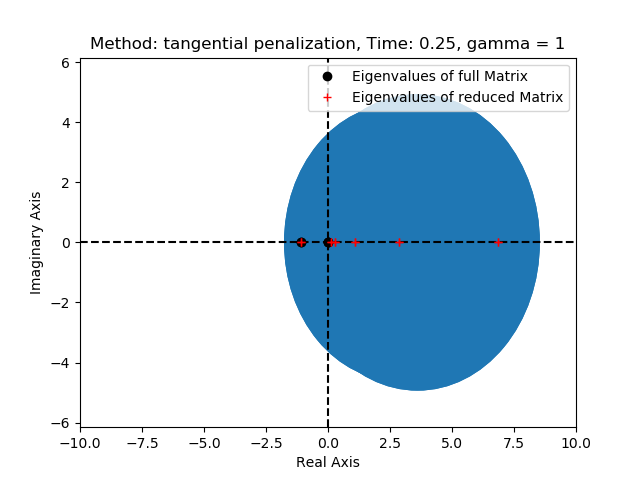 Method: tangential penalization, Time: 0.25, gamma = 1
Eigenvalues of full Matrix
Eigenvalues of reduced Matrix
6
4
2
0
−2
−4
−6
Imaginary Axis
−10.0 −7.5 −5.0 −2.5 0.0 2.5 5.0 7.5 10.0
Real Axis